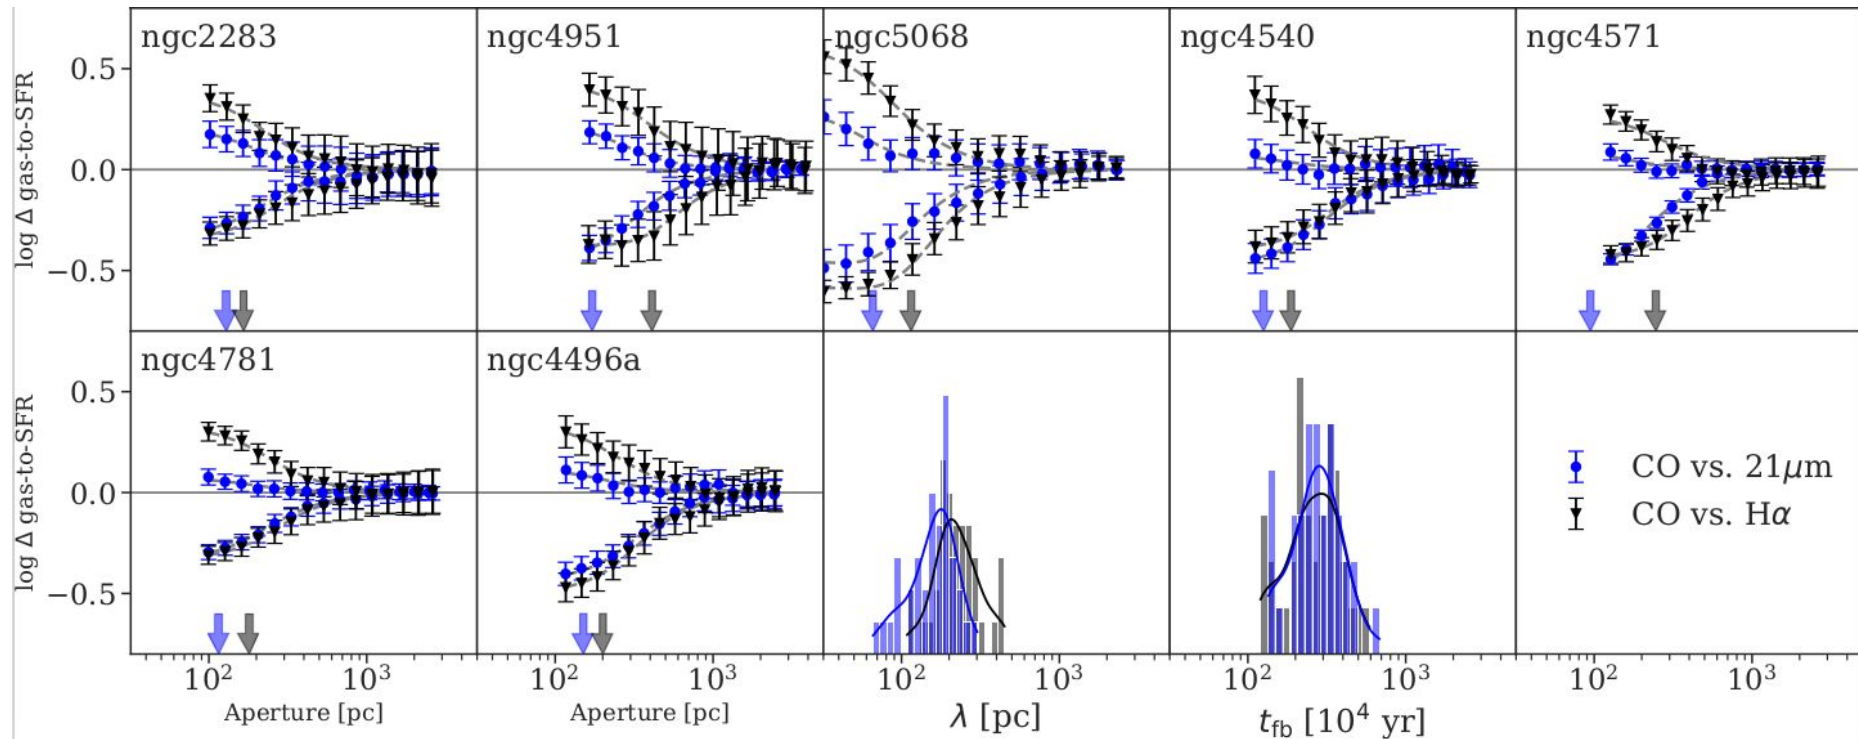 ngc2283
ngc4951
ngc5068
ngc4540
ngc4571
log Δ gas-to-SFR
0.5
0.0
−0.5
ngc4781
ngc4496a
log Δ gas-to-SFR
0.5
0.0
−0.5
CO vs. 21μm
CO vs. Hα
10² 10³
10² 10³
10² 10³
10² 10³
10² 10³
Aperture [pc]
Aperture [pc]
λ [pc]
t_fb [10⁴ yr]